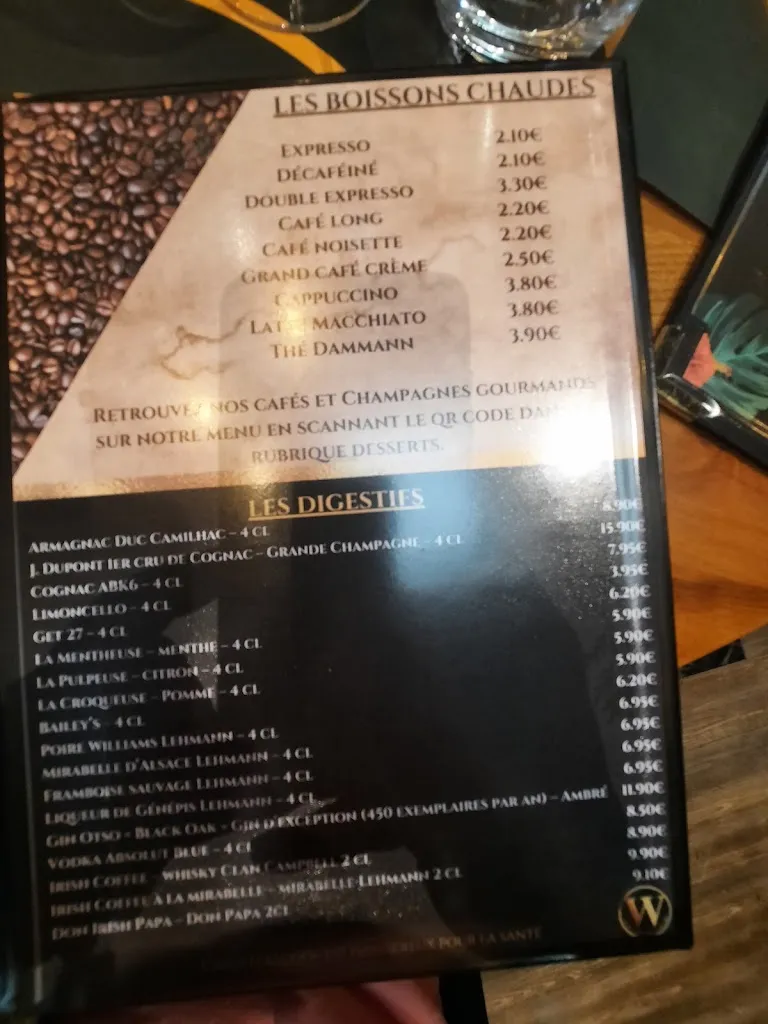 LES BOISSONS CHAUDES
EXPRESSO 2.10€
DÉCAFÉINÉ 2.10€
DOUBLE EXPRESSO 3.30€
CAFÉ LONG 2.20€
CAFÉ NOISETTE 2.20€
GRAND CAFÉ CRÈME 2.50€
CAPPUCCINO 3.80€
MACCHIATO 3.80€
THÉ DAMMANN 3.90€
RETROUVEZ NOS CAFÉS ET CHAMPAGNES GOURMANDS
SUR NOTRE MENU EN SCANNANT LE QR CODE
RUBRIQUE DESSERTS.
LES DIGESTIFS
ARMAGNAC DUC CAMILHAC – 4 CL 8.90€
J. DUPONT 1ER CRU DE COGNAC – GRANDE CHAMPAGNE – 4 CL 15.90€
COGNAC ABK6 – 4 CL 7.95€
LIMONCELLO – 4 CL 3.95€
GET 27 – 4 CL 6.20€
LA MENTHEUSE – MENTHE – 4 CL 5.90€
LA PULPEUSE – CITRON – 4 CL 5.90€
LA CROQUEUSE – POMME – 4 CL 5.90€
BAILEY'S – 4 CL 6.20€
POIRE WILLIAMS LEHMANN – 4 CL 6.95€
MIRABELLE D'ALSACE LEHMANN – 4 CL 6.95€
FRAMBOISE SAUVAGE LEHMANN – 4 CL 6.95€
LIQUEUR DE GÉNÉPIS LEHMANN – 4 CL 6.95€
GIN OTSO – BLACK OAK – GIN D'EXCEPTION (450 EXEMPLAIRES PAR AN) – AMBRÉ 11.90€
VODKA ABSOLUT BLUE – 4 CL 8.50€
IRISH COFFEE – WHISKY CLAN CAMPBELL 2 CL 8.90€
IRISH COFFEE À LA MIRABELLE – MIRABELLE LEHMANN 2 CL 9.90€
DON IRISH PAPA – DON PAPA 2CL 9.10€
W
POUR LA SANTÉ